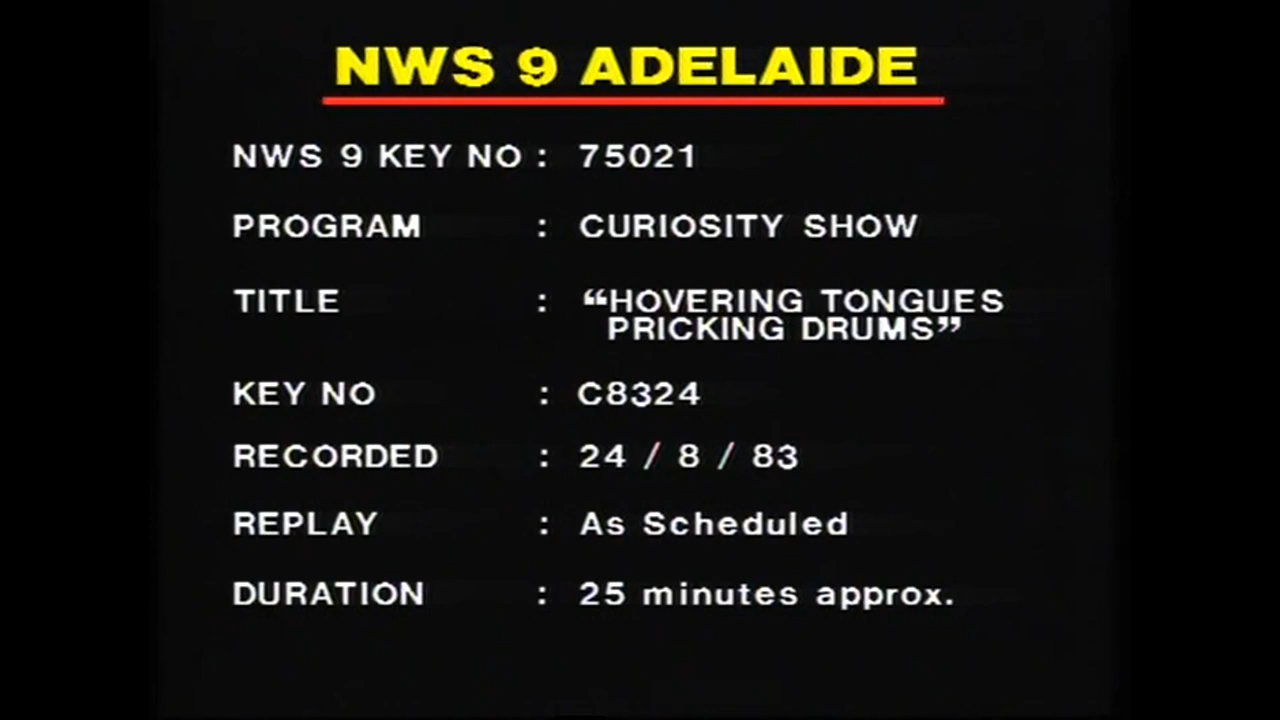 NWS 9 ADELAIDE
NWS 9 KEY NO : 75021
PROGRAM : CURIOSITY SHOW
TITLE : “HOVERING TONGUES
PRICKING DRUMS”
KEY NO : C8324
RECORDED : 24 / 8 / 83
REPLAY : As Scheduled
DURATION : 25 minutes approx.